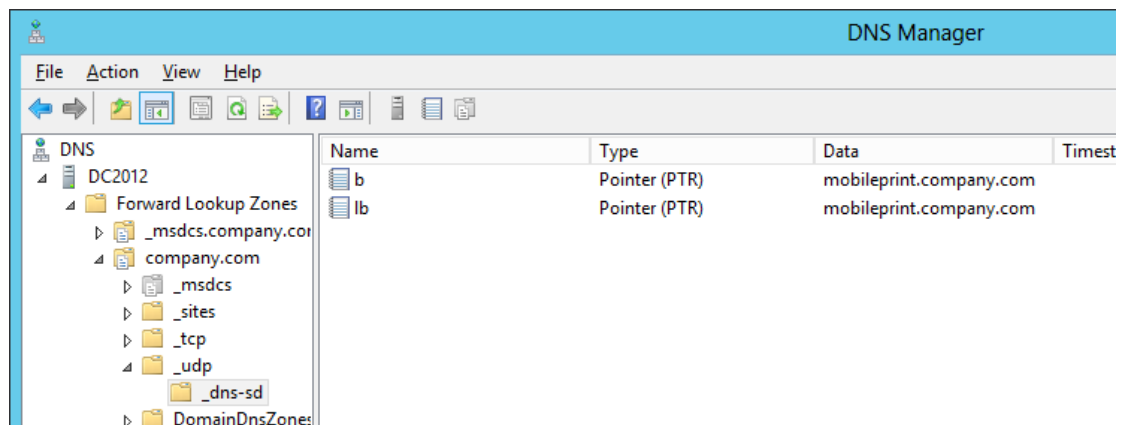 DNS Manager
File Action View Help
DNS
DC2012
Forward Lookup Zones
_msdcs.company.cor
company.com
_msdcs
_sites
_tcp
_udp
_dns-sd
DomainDnsZones
Name Type Data Timest
b Pointer (PTR) mobileprint.company.com
lb Pointer (PTR) mobileprint.company.com